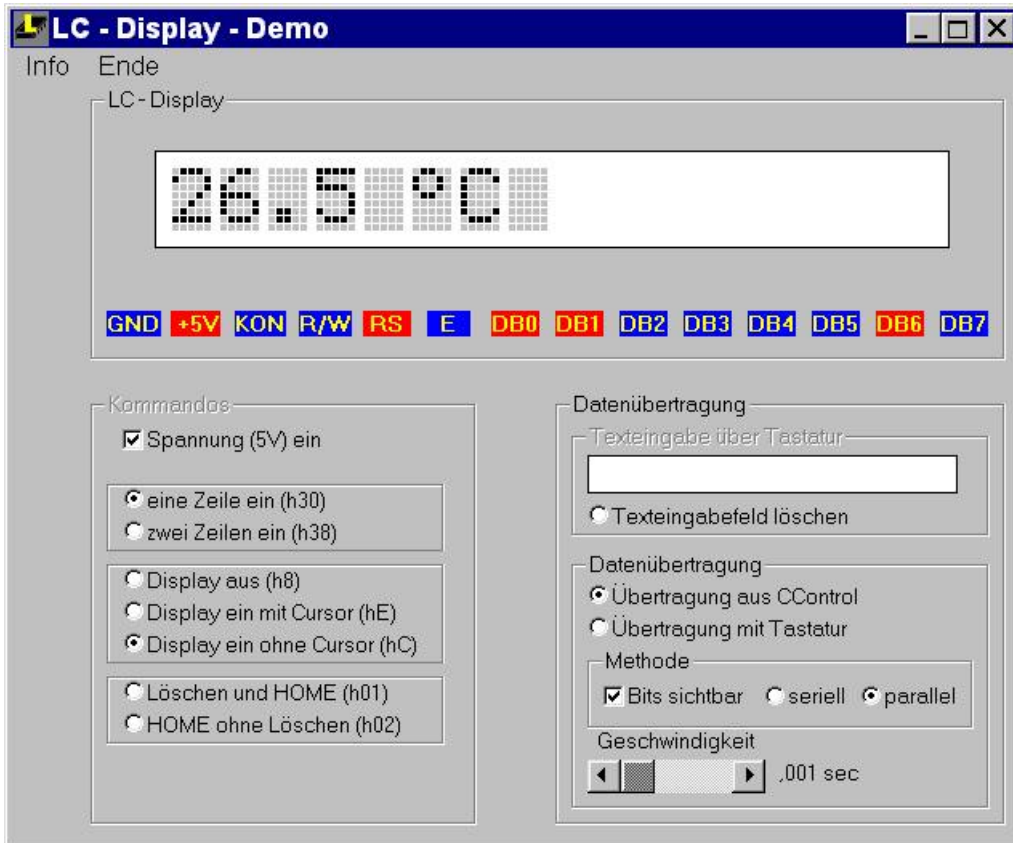 LC - Display - Demo
Info Ende
LC - Display
26.5 °C
GND +5V KON R/W RS E DB0 DB1 DB2 DB3 DB4 DB5 DB6 DB7
Kommandos
Spannung (5V) ein
eine Zeile ein (h30)
zwei Zeilen ein (h38)
Display aus (h8)
Display ein mit Cursor (hE)
Display ein ohne Cursor (hC)
Löschen und HOME (h01)
HOME ohne Löschen (h02)
Datenübertragung
Texteingabe über Tastatur
Texteingabefeld löschen
Datenübertragung
Übertragung aus CControl
Übertragung mit Tastatur
Methode
Bits sichtbar seriell parallel
Geschwindigkeit
,001 sec